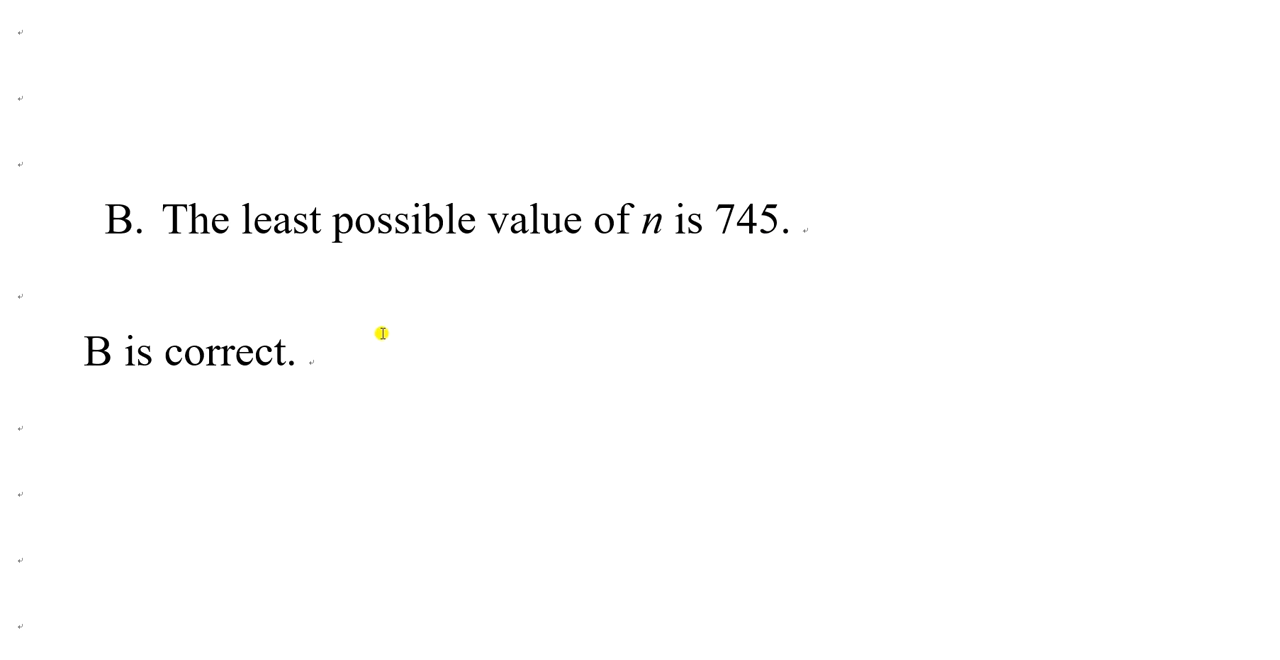 B. The least possible value of n is 745.
B is correct.